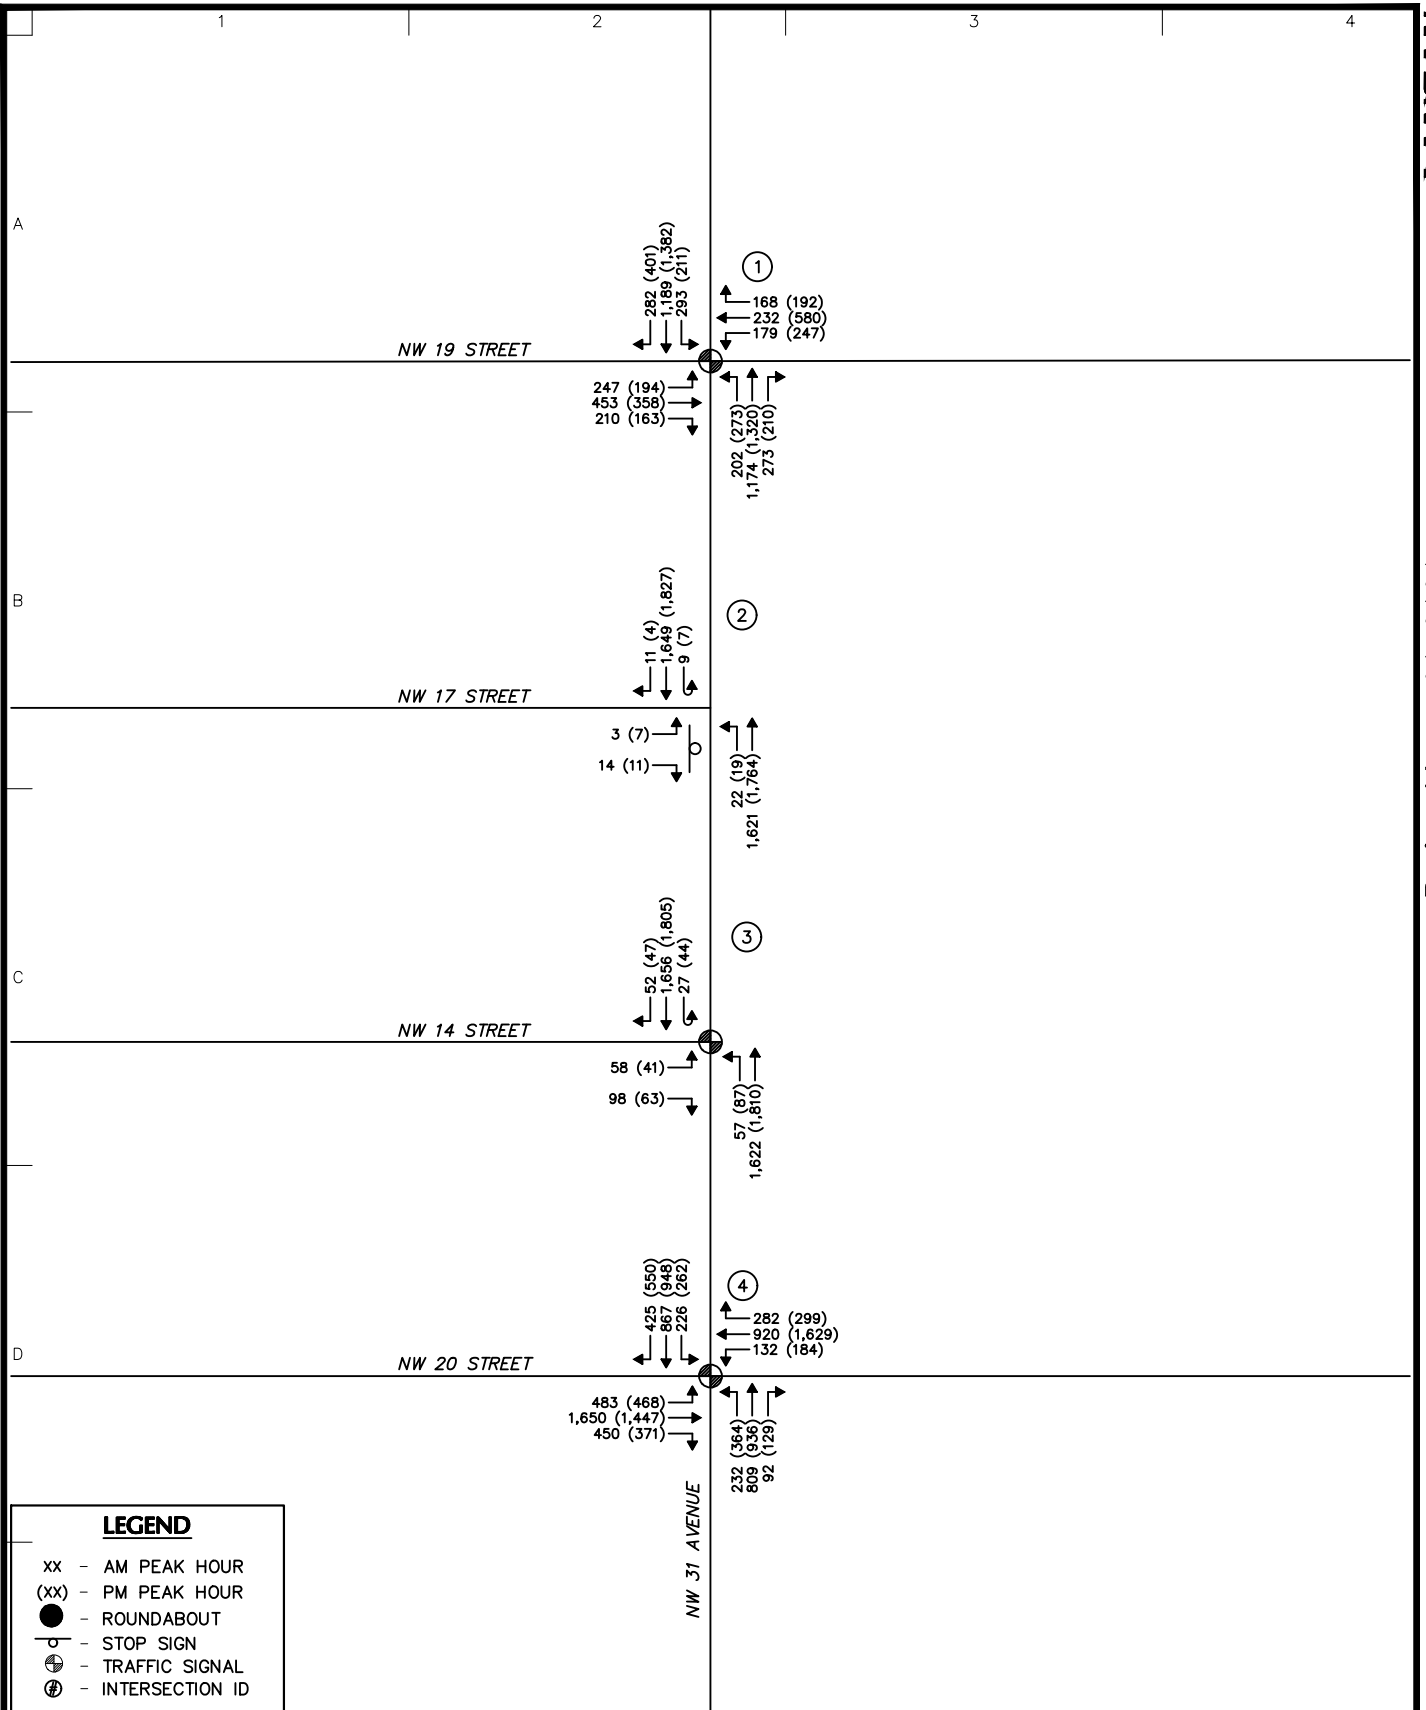 1
2
3
4
A
282 (401)
1,189 (1,382)
293 (211)
1
168 (192)
232 (580)
179 (247)
NW 19 STREET
247 (194)
453 (358)
210 (163)
202 (273)
1,174 (1,320)
273 (210)
B
11 (4)
1,649 (1,827)
9 (7)
2
NW 17 STREET
3 (7)
14 (11)
22 (19)
1,621 (1,764)
C
52 (47)
1,656 (1,805)
27 (44)
3
NW 14 STREET
58 (41)
98 (63)
57 (87)
1,622 (1,810)
D
425 (550)
867 (948)
226 (262)
4
282 (299)
920 (1,629)
132 (184)
NW 20 STREET
483 (468)
1,650 (1,447)
450 (371)
232 (364)
809 (936)
92 (129)
NW 31 AVENUE
LEGEND
XX - AM PEAK HOUR
(XX) - PM PEAK HOUR
- ROUNDABOUT
- STOP SIGN
- TRAFFIC SIGNAL
# - INTERSECTION ID